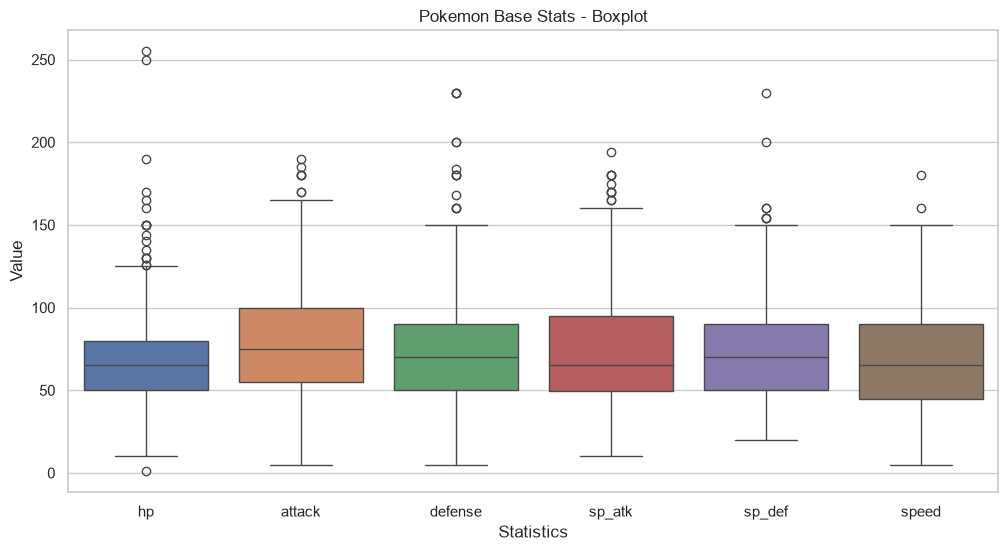 Pokemon Base Stats - Boxplot
250
200
150
100
50
0
Value
hp attack defense sp_atk sp_def speed
Statistics